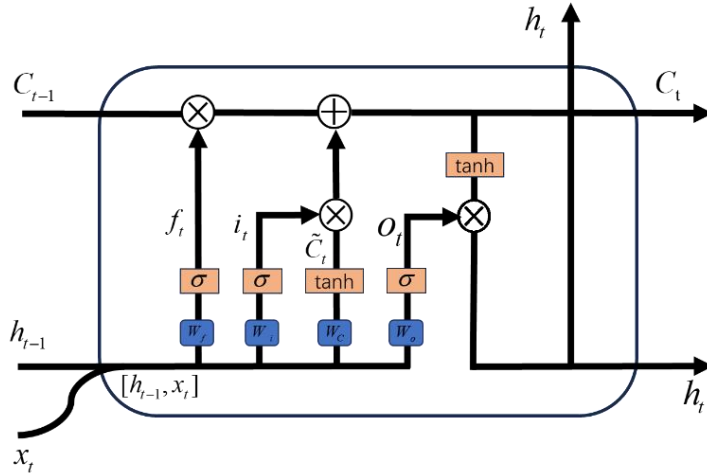 h_t
C_{t-1}
C_t
×
+
tanh
f_t
i_t
×
O_t
×
C̃_t
σ
σ
tanh
σ
W_f
W_i
W_C
W_o
h_{t-1}
[h_{t-1}, x_t]
h_t
x_t